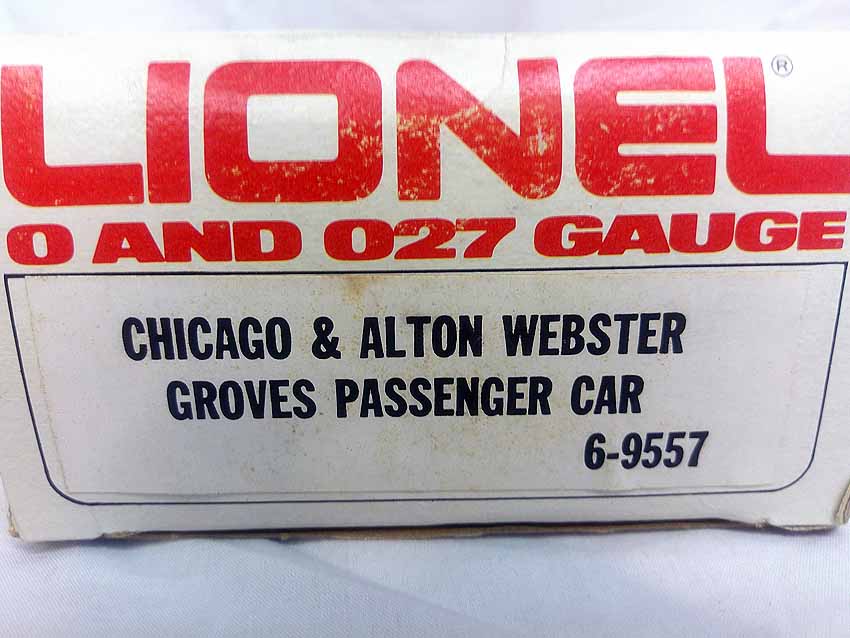 LIONEL®
O AND O27 GAUGE
CHICAGO & ALTON WEBSTER
GROVES PASSENGER CAR
6-9557